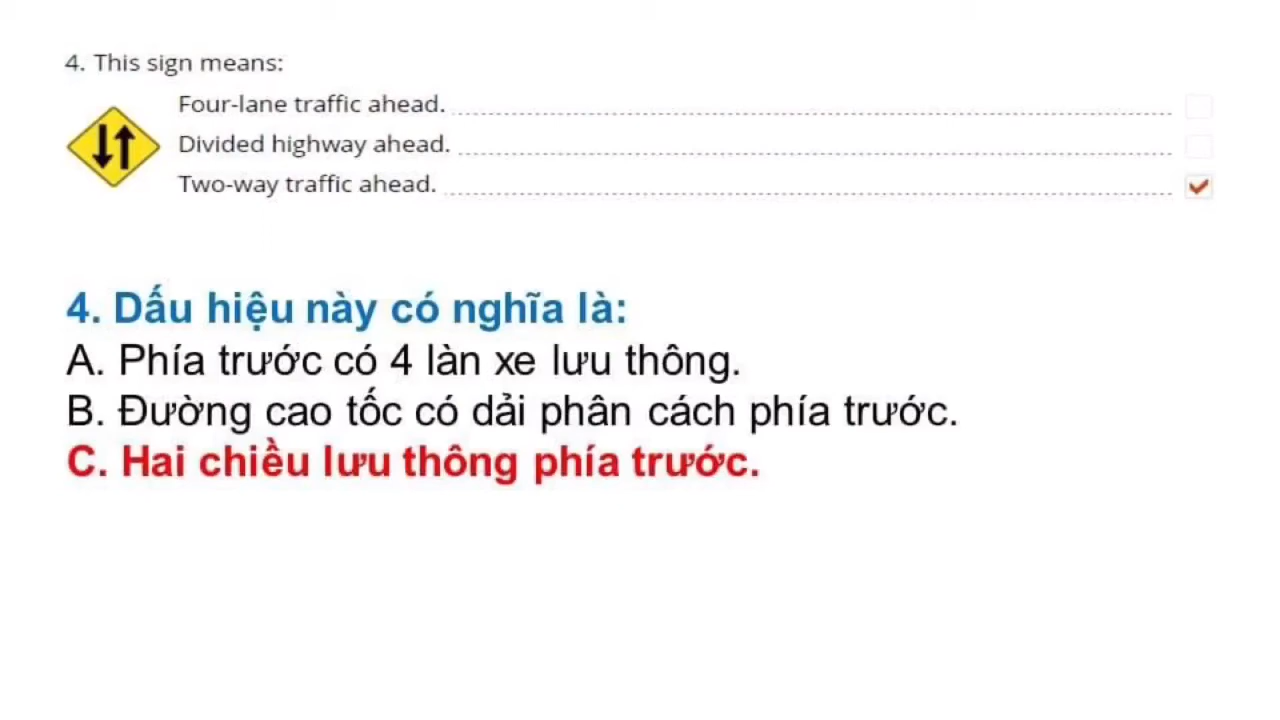 4. This sign means:
Four-lane traffic ahead.
Divided highway ahead.
Two-way traffic ahead.
4. Dấu hiệu này có nghĩa là:
A. Phía trước có 4 làn xe lưu thông.
B. Đường cao tốc có dải phân cách phía trước.
C. Hai chiều lưu thông phía trước.